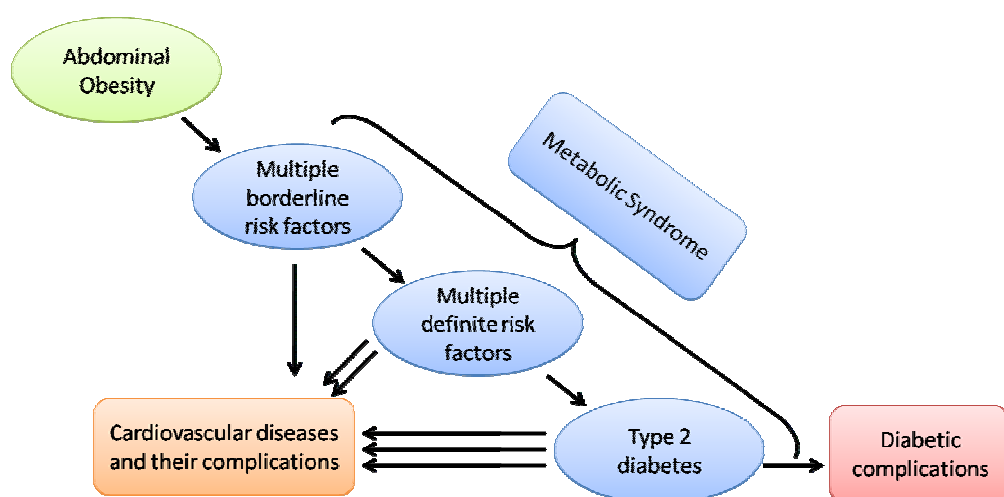 Abdominal
Obesity
Multiple
borderline
risk factors
Metabolic Syndrome
Multiple
definite risk
factors
Cardiovascular diseases
and their complications
Type 2
diabetes
Diabetic
complications